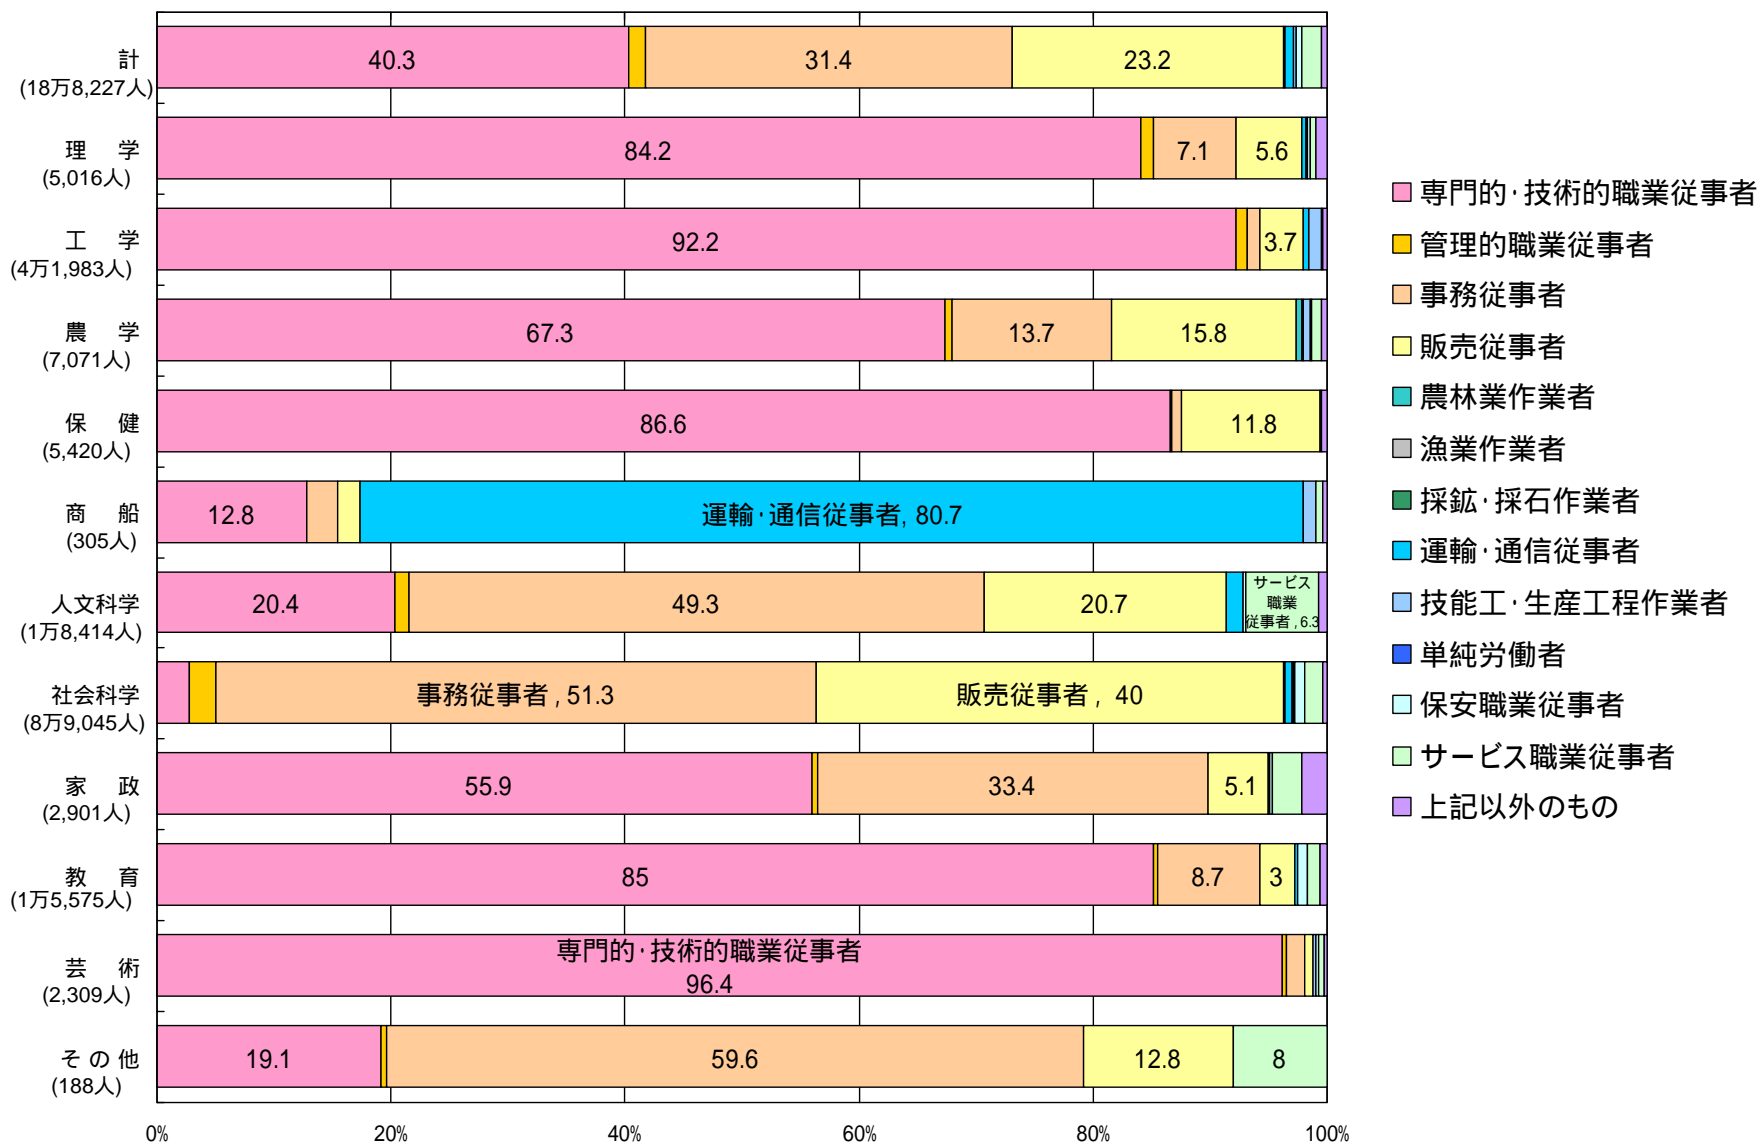 計
(18万8,227人)
40.3
31.4
23.2
理 学
(5,016人)
84.2
7.1
5.6
工 学
(4万1,983人)
92.2
3.7
農 学
(7,071人)
67.3
13.7
15.8
保 健
(5,420人)
86.6
11.8
商 船
(305人)
12.8
運輸・通信従事者, 80.7
人文科学
(1万8,414人)
20.4
49.3
20.7
サービス
職業
従事者, 6.3
社会科学
(8万9,045人)
事務従事者, 51.3
販売従事者, 40
家 政
(2,901人)
55.9
33.4
5.1
教 育
(1万5,575人)
85
8.7
3
芸 術
(2,309人)
専門的・技術的職業従事者
96.4
その他
(188人)
19.1
59.6
12.8
8
0%
20%
40%
60%
80%
100%
専門的・技術的職業従事者
管理的職業従事者
事務従事者
販売従事者
農林業作業者
漁業作業者
採鉱・採石作業者
運輸・通信従事者
技能工・生産工程作業者
単純労働者
保安職業従事者
サービス職業従事者
上記以外のもの